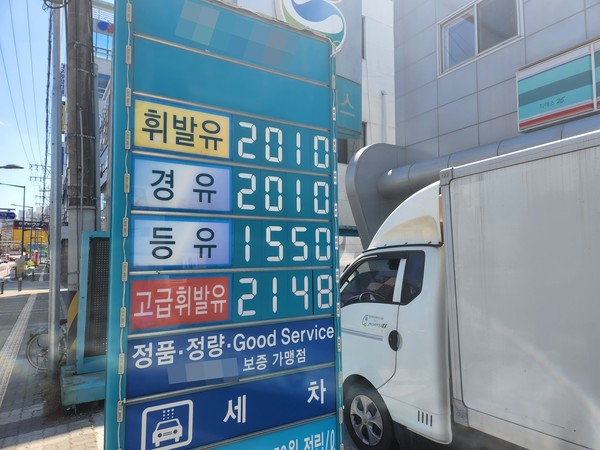 휘발유 2010
경유 2010
등유 1550
고급휘발유 2148
정품·정량·Good Service
보증 가맹점
세 차